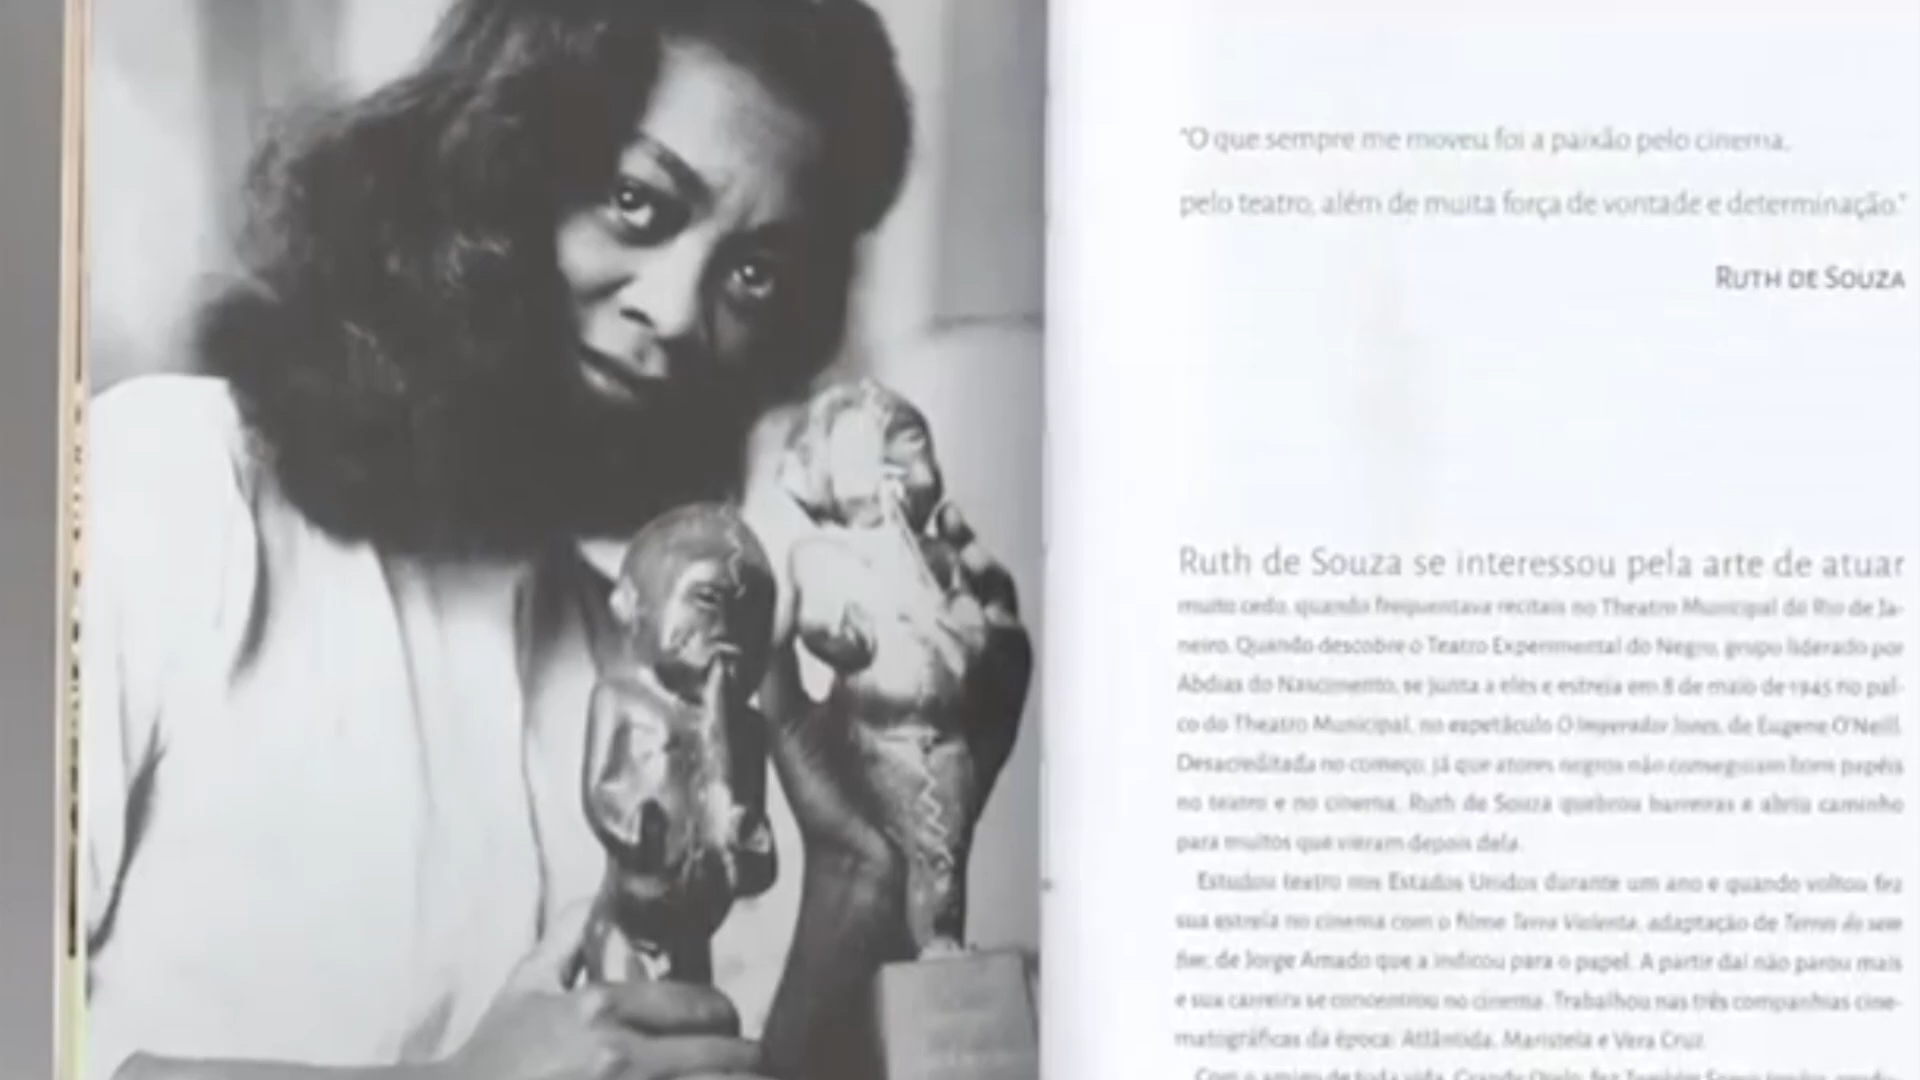 "O que sempre me moveu foi a paixão pelo cinema,
pelo teatro, além de muita força de vontade e determinação."
RUTH DE SOUZA
Ruth de Souza se interessou pela arte de atuar
muito cedo, quando frequentava recitais no Theatro Municipal do Rio de Ja-
neiro. Quando descobre o Teatro Experimental do Negro, grupo liderado por
Abdias do Nascimento, se junta a eles e estreia em 8 de maio de 1945 no pal-
co do Theatro Municipal, no espetáculo O Imperador Jones, de Eugene O'Neill.
Desacreditada no começo, já que atores negros não conseguiam bons papéis
no teatro e no cinema, Ruth de Souza quebrou barreiras e abriu caminho
para muitos que vieram depois dela.
Estudou teatro nos Estados Unidos durante um ano e quando voltou fez
sua estreia no cinema com o filme Terra Violenta, adaptação de Terras do sem
fim, de Jorge Amado que a indicou para o papel. A partir daí não parou mais
e sua carreira se concentrou no cinema. Trabalhou nas três companhias cine-
matográficas da época: Atlântida, Maristela e Vera Cruz.
Com o amigo de toda vida, Grande Otelo, fez